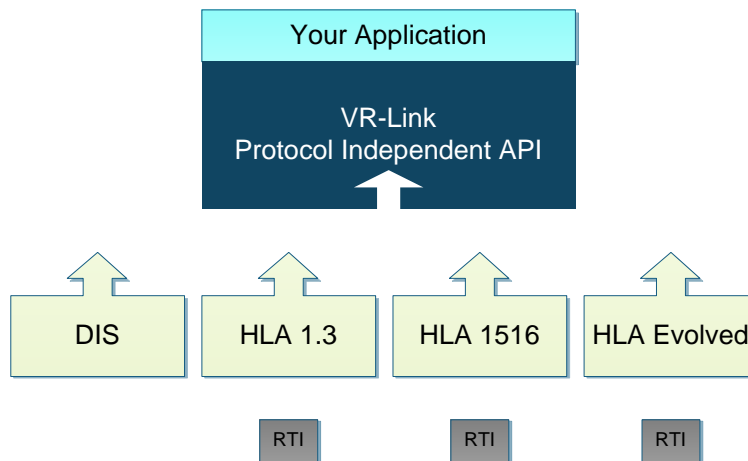 Your Application
VR-Link
Protocol Independent API
DIS
HLA 1.3
HLA 1516
HLA Evolved
RTI
RTI
RTI